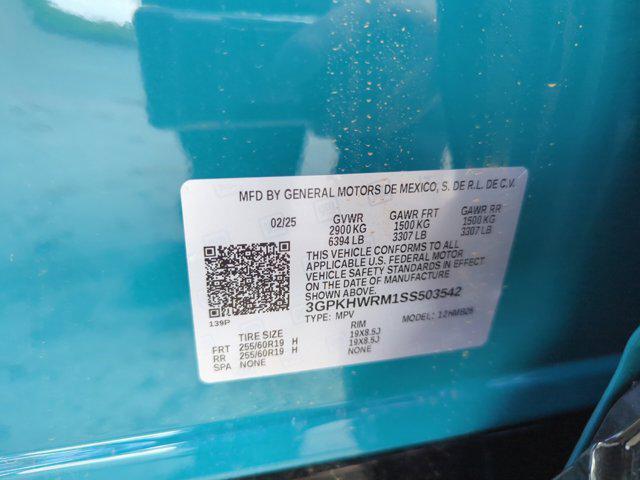 MFD BY GENERAL MOTORS DE MEXICO, S. DE R.L. DE C.V.
02/25 GVWR GAWR FRT GAWR RR
2900 KG 1500 KG 1500 KG
6394 LB 3307 LB 3307 LB
THIS VEHICLE CONFORMS TO ALL
APPLICABLE U.S. FEDERAL MOTOR
VEHICLE SAFETY STANDARDS IN EFFECT
ON THE DATE OF MANUFACTURE
SHOWN ABOVE.
3GPKHWRM1SS503542
139P
TYPE: MPV MODEL: 12HMB26
TIRE SIZE RIM
FRT 255/60R19 H 19X8.5J
RR 255/60R19 H 19X8.5J
SPA NONE NONE